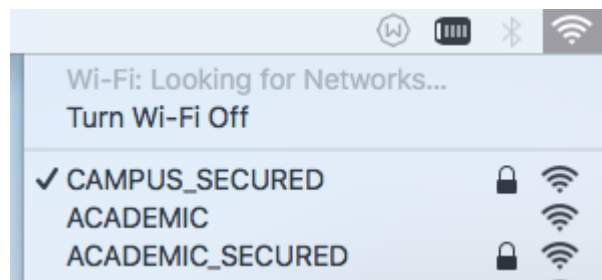 Wi-Fi: Looking for Networks...
Turn Wi-Fi Off
CAMPUS_SECURED
ACADEMIC
ACADEMIC_SECURED